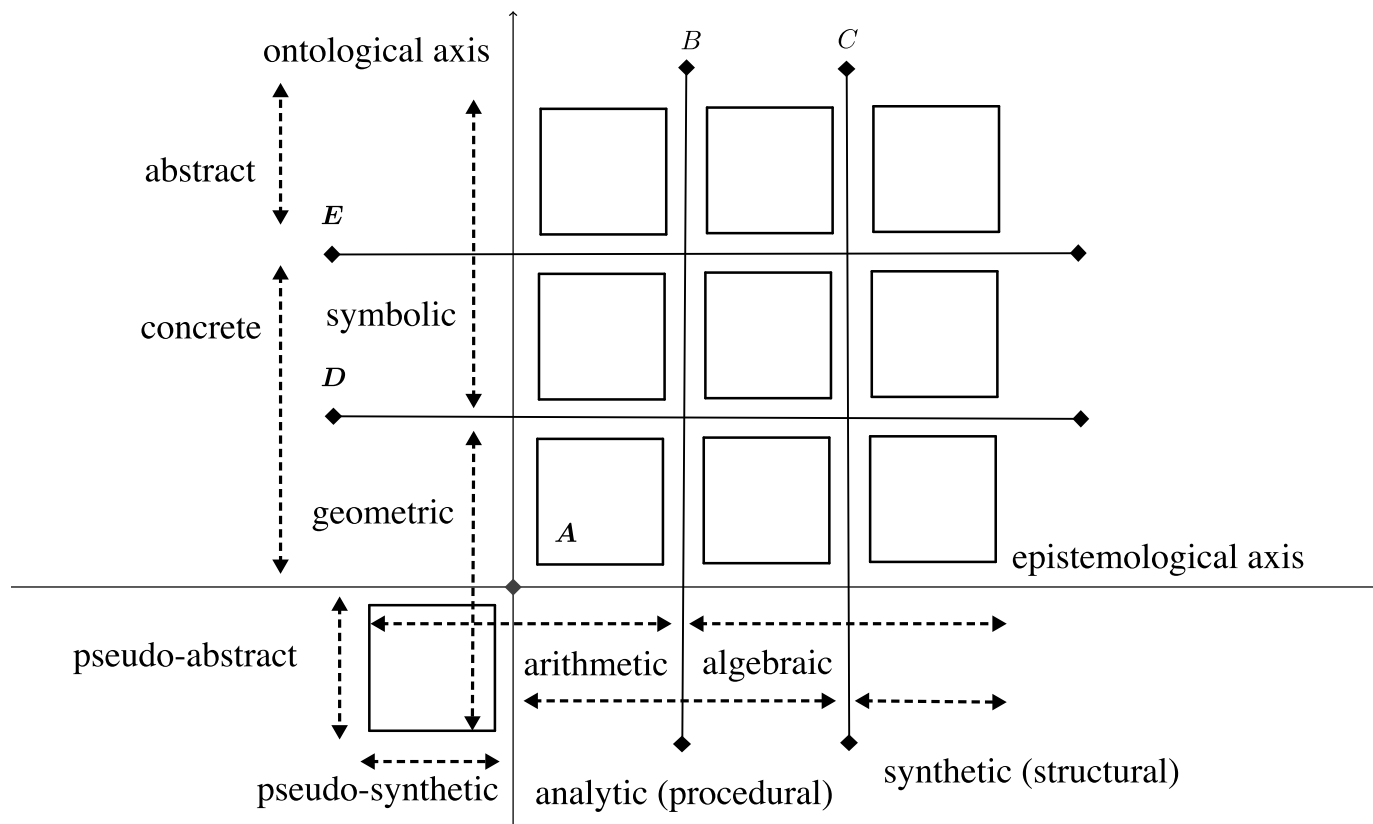 B
C
ontological axis
abstract
E
concrete
symbolic
D
geometric
A
epistemological axis
pseudo-abstract
arithmetic
algebraic
pseudo-synthetic
analytic (procedural)
synthetic (structural)